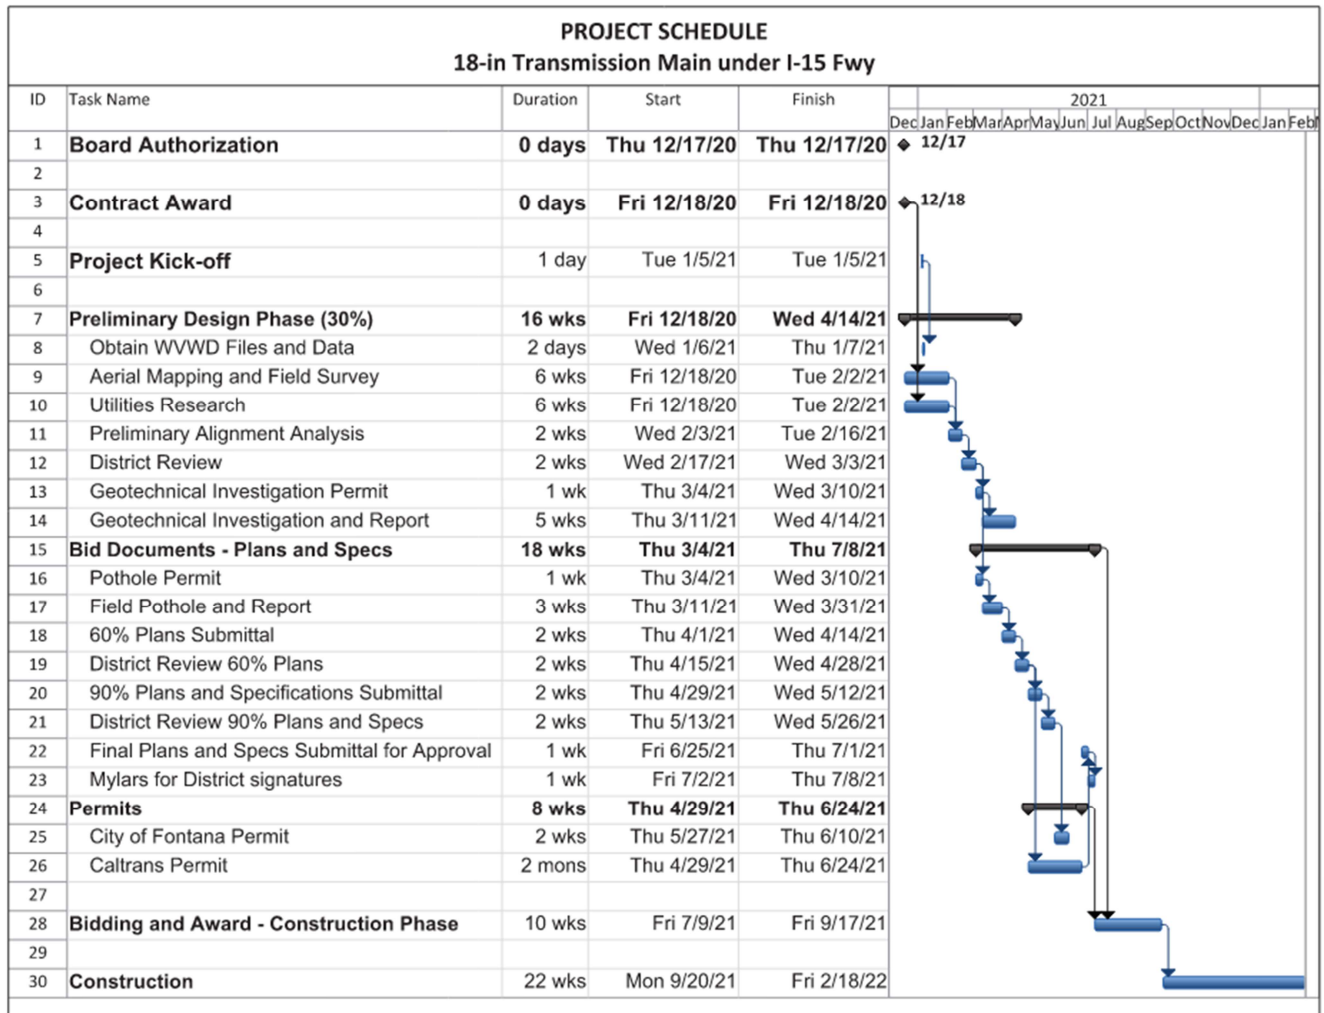 PROJECT SCHEDULE
18-in Transmission Main under I-15 Fwy
ID Task Name Duration Start Finish 2021
Dec Jan Feb Mar Apr May Jun Jul Aug Sep Oct Nov Dec Jan Feb
1 Board Authorization 0 days Thu 12/17/20 Thu 12/17/20 12/17
2
3 Contract Award 0 days Fri 12/18/20 Fri 12/18/20 12/18
4
5 Project Kick-off 1 day Tue 1/5/21 Tue 1/5/21
6
7 Preliminary Design Phase (30%) 16 wks Fri 12/18/20 Wed 4/14/21
8 Obtain WVWD Files and Data 2 days Wed 1/6/21 Thu 1/7/21
9 Aerial Mapping and Field Survey 6 wks Fri 12/18/20 Tue 2/2/21
10 Utilities Research 6 wks Fri 12/18/20 Tue 2/2/21
11 Preliminary Alignment Analysis 2 wks Wed 2/3/21 Tue 2/16/21
12 District Review 2 wks Wed 2/17/21 Wed 3/3/21
13 Geotechnical Investigation Permit 1 wk Thu 3/4/21 Wed 3/10/21
14 Geotechnical Investigation and Report 5 wks Thu 3/11/21 Wed 4/14/21
15 Bid Documents - Plans and Specs 18 wks Thu 3/4/21 Thu 7/8/21
16 Pothole Permit 1 wk Thu 3/4/21 Wed 3/10/21
17 Field Pothole and Report 3 wks Thu 3/11/21 Wed 3/31/21
18 60% Plans Submittal 2 wks Thu 4/1/21 Wed 4/14/21
19 District Review 60% Plans 2 wks Thu 4/15/21 Wed 4/28/21
20 90% Plans and Specifications Submittal 2 wks Thu 4/29/21 Wed 5/12/21
21 District Review 90% Plans and Specs 2 wks Thu 5/13/21 Wed 5/26/21
22 Final Plans and Specs Submittal for Approval 1 wk Fri 6/25/21 Thu 7/1/21
23 Mylars for District signatures 1 wk Fri 7/2/21 Thu 7/8/21
24 Permits 8 wks Thu 4/29/21 Thu 6/24/21
25 City of Fontana Permit 2 wks Thu 5/27/21 Thu 6/10/21
26 Caltrans Permit 2 mons Thu 4/29/21 Thu 6/24/21
27
28 Bidding and Award - Construction Phase 10 wks Fri 7/9/21 Fri 9/17/21
29
30 Construction 22 wks Mon 9/20/21 Fri 2/18/22